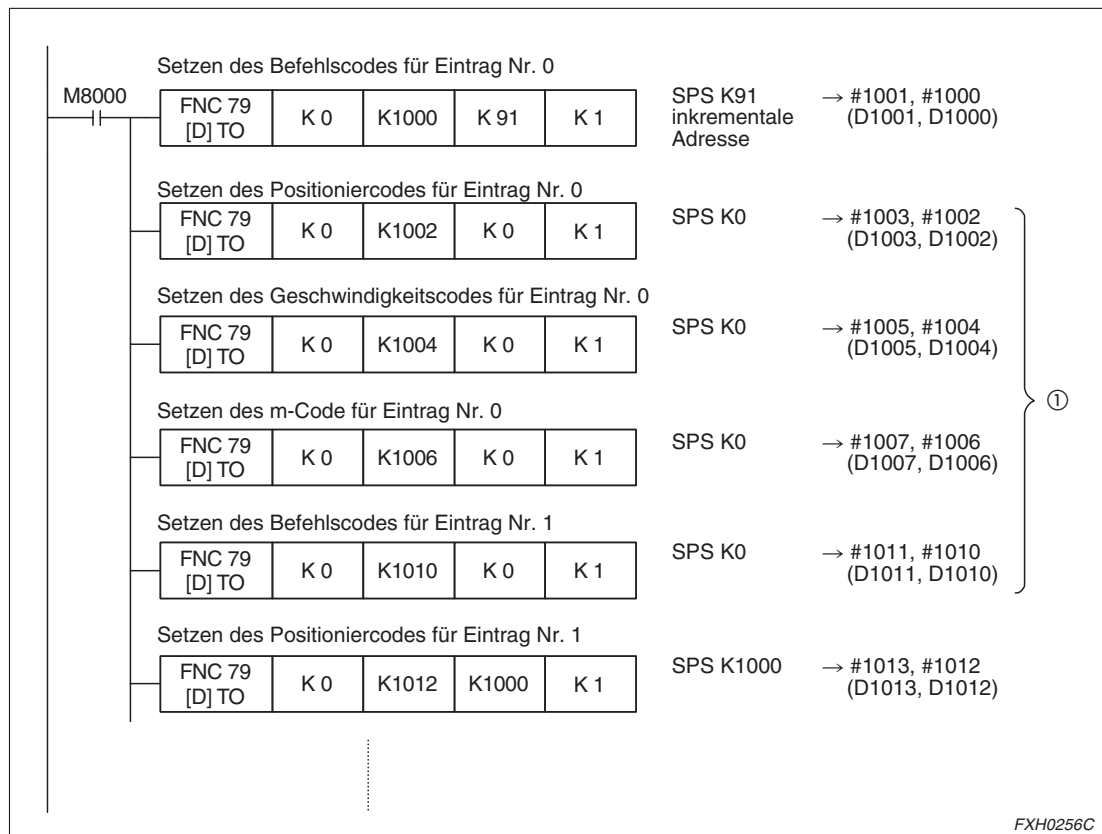 Setzen des Befehlscodes für Eintrag Nr. 0
M8000
FNC 79 [D] TO K 0 K1000 K 91 K 1
SPS K91 inkrementale Adresse
→ #1001, #1000
(D1001, D1000)
Setzen des Positioniercodes für Eintrag Nr. 0
FNC 79 [D] TO K 0 K1002 K 0 K 1
SPS K0
→ #1003, #1002
(D1003, D1002)
Setzen des Geschwindigkeitscodes für Eintrag Nr. 0
FNC 79 [D] TO K 0 K1004 K 0 K 1
SPS K0
→ #1005, #1004
(D1005, D1004)
①
Setzen des m-Code für Eintrag Nr. 0
FNC 79 [D] TO K 0 K1006 K 0 K 1
SPS K0
→ #1007, #1006
(D1007, D1006)
Setzen des Befehlscodes für Eintrag Nr. 1
FNC 79 [D] TO K 0 K1010 K 0 K 1
SPS K0
→ #1011, #1010
(D1011, D1010)
Setzen des Positioniercodes für Eintrag Nr. 1
FNC 79 [D] TO K 0 K1012 K1000 K 1
SPS K1000
→ #1013, #1012
(D1013, D1012)
FXH0256C